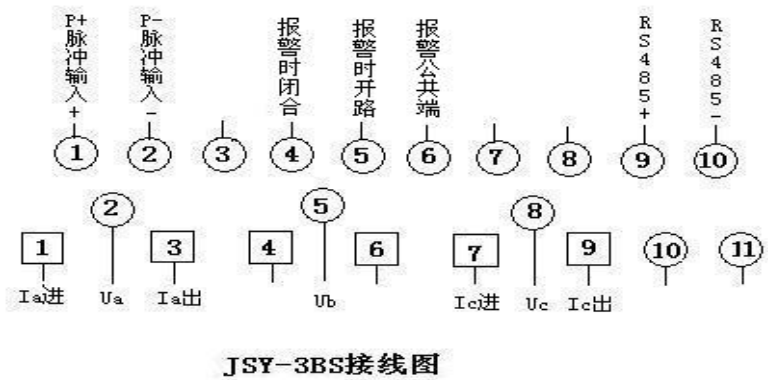 P+脉冲输入+
P-脉冲输入-
报警时闭合
报警时开路
报警公共端
RS485+
RS485-
1 2 3 4 5 6 7 8 9 10
2 5 8
1 3 4 6 7 9 10 11
Ia进 Ua Ia出 Ub Ic进 Uc Ic出
JSY-3BS接线图